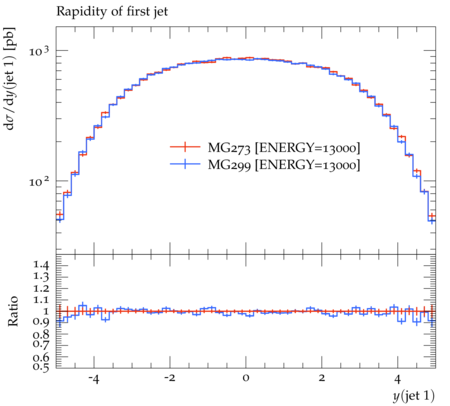 Rapidity of first jet
dσ/dy(jet 1) [pb]
10³
10²
MG273 [ENERGY=13000]
MG299 [ENERGY=13000]
Ratio
1.4
1.3
1.2
1.1
1
0.9
0.8
0.7
0.6
0.5
-4 -2 0 2 4
y(jet 1)